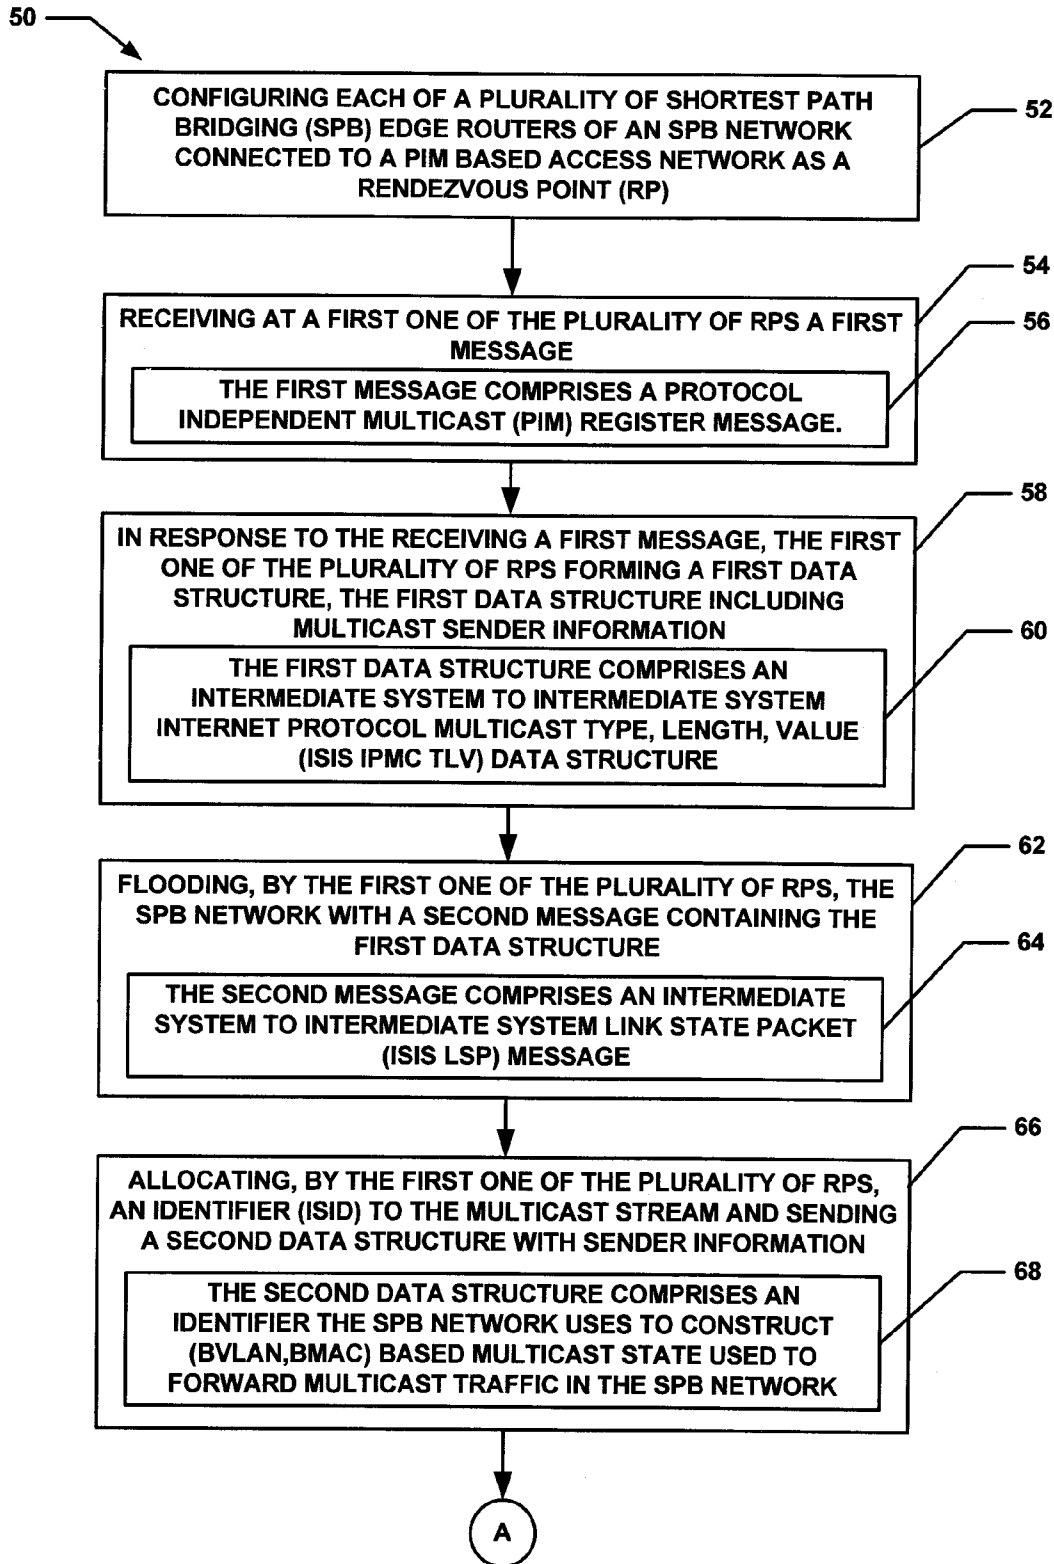 50
CONFIGURING EACH OF A PLURALITY OF SHORTEST PATH
BRIDGING (SPB) EDGE ROUTERS OF AN SPB NETWORK
CONNECTED TO A PIM BASED ACCESS NETWORK AS A
RENDEZVOUS POINT (RP)
52
54
RECEIVING AT A FIRST ONE OF THE PLURALITY OF RPS A FIRST
MESSAGE
56
THE FIRST MESSAGE COMPRISES A PROTOCOL
INDEPENDENT MULTICAST (PIM) REGISTER MESSAGE.
58
IN RESPONSE TO THE RECEIVING A FIRST MESSAGE, THE FIRST
ONE OF THE PLURALITY OF RPS FORMING A FIRST DATA
STRUCTURE, THE FIRST DATA STRUCTURE INCLUDING
MULTICAST SENDER INFORMATION
60
THE FIRST DATA STRUCTURE COMPRISES AN
INTERMEDIATE SYSTEM TO INTERMEDIATE SYSTEM
INTERNET PROTOCOL MULTICAST TYPE, LENGTH, VALUE
(ISIS IPMC TLV) DATA STRUCTURE
62
FLOODING, BY THE FIRST ONE OF THE PLURALITY OF RPS, THE
SPB NETWORK WITH A SECOND MESSAGE CONTAINING THE
FIRST DATA STRUCTURE
64
THE SECOND MESSAGE COMPRISES AN INTERMEDIATE
SYSTEM TO INTERMEDIATE SYSTEM LINK STATE PACKET
(ISIS LSP) MESSAGE
66
ALLOCATING, BY THE FIRST ONE OF THE PLURALITY OF RPS,
AN IDENTIFIER (ISID) TO THE MULTICAST STREAM AND SENDING
A SECOND DATA STRUCTURE WITH SENDER INFORMATION
68
THE SECOND DATA STRUCTURE COMPRISES AN
IDENTIFIER THE SPB NETWORK USES TO CONSTRUCT
(BVLAN,BMAC) BASED MULTICAST STATE USED TO
FORWARD MULTICAST TRAFFIC IN THE SPB NETWORK
A